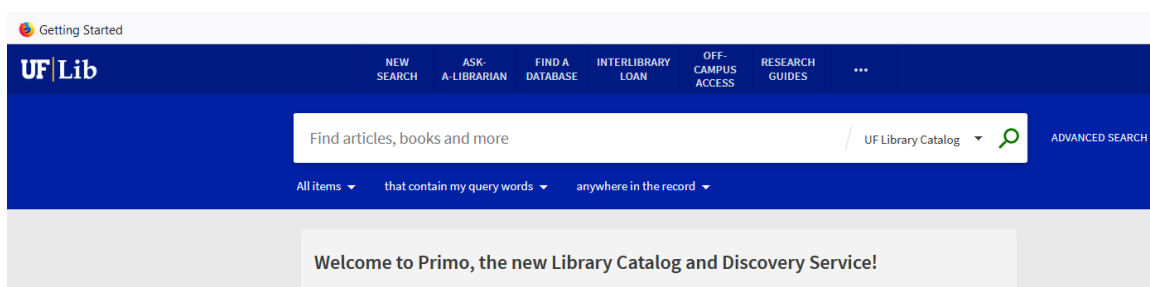 Getting Started
UF Lib
NEW SEARCH
ASK-A-LIBRARIAN
FIND A DATABASE
INTERLIBRARY LOAN
OFF-CAMPUS ACCESS
RESEARCH GUIDES
•••
Find articles, books and more
UF Library Catalog
ADVANCED SEARCH
All items
that contain my query words
anywhere in the record
Welcome to Primo, the new Library Catalog and Discovery Service!